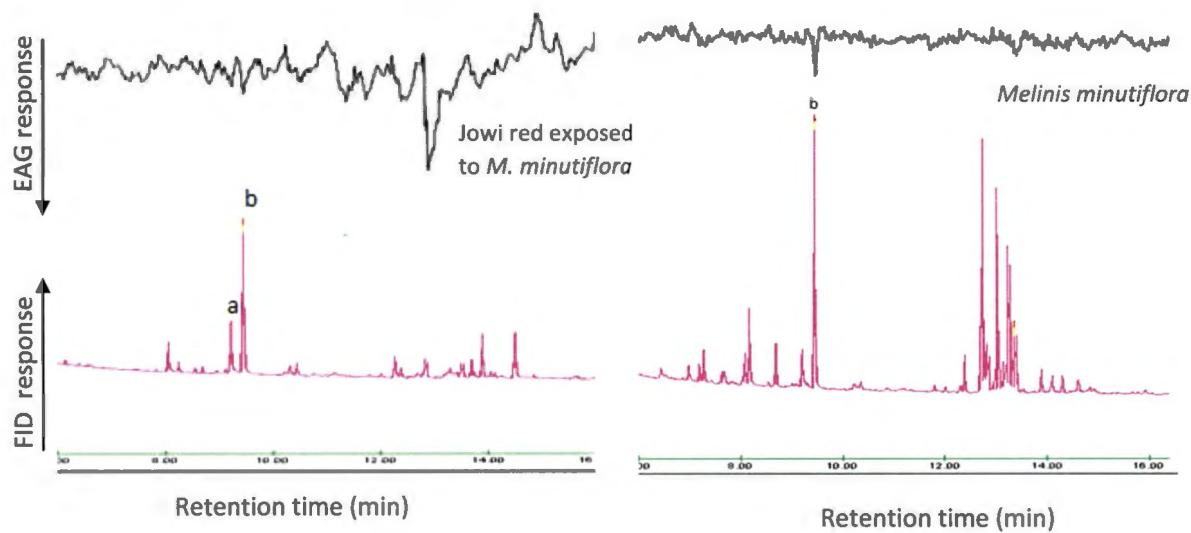 EAG response
FID response
Jowi red exposed
to M. minutiflora
b
a
8.00
10.00
12.00
14.00
16
Retention time (min)
Melinis minutiflora
b
8.00
10.00
12.00
14.00
16.00
Retention time (min)